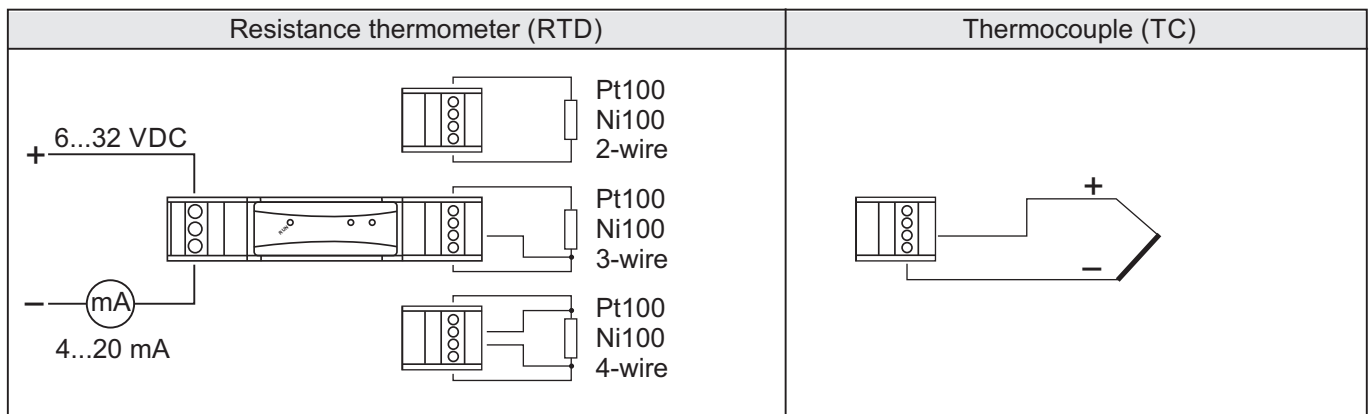 Resistance thermometer (RTD)
Thermocouple (TC)
Pt100
Ni100
2-wire
+ 6...32 VDC
RUN
Pt100
Ni100
3-wire
− mA
4...20 mA
Pt100
Ni100
4-wire
+
−